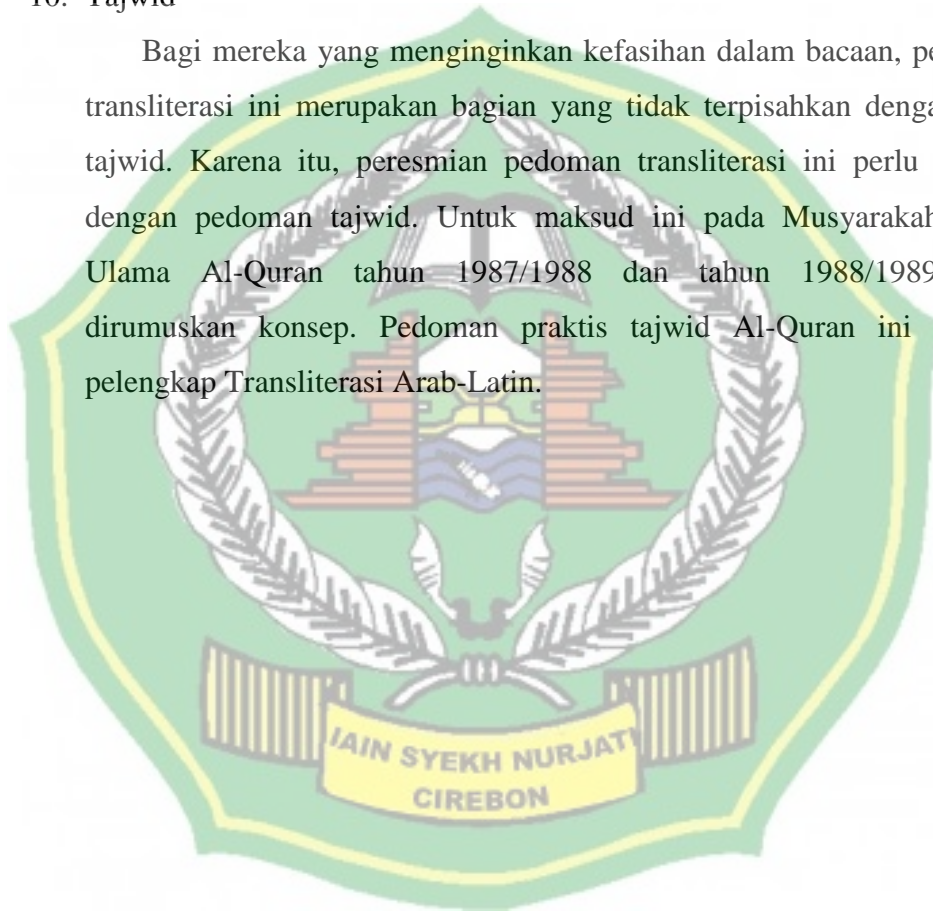 10. Tajwid
Bagi mereka yang menginginkan kefasihan dalam bacaan,
transliterasi ini merupakan bagian yang tidak terpisahkan
tajwid. Karena itu, peresmian pedoman transliterasi ini perlu
dengan pedoman tajwid. Untuk maksud ini pada Musyarakah
Ulama Al-Quran tahun 1987/1988 dan tahun 1988/1989
dirumuskan konsep. Pedoman praktis tajwid Al-Quran ini
pelengkap Transliterasi Arab-Latin.
IAIN SYEKH NURJATI
CIREBON